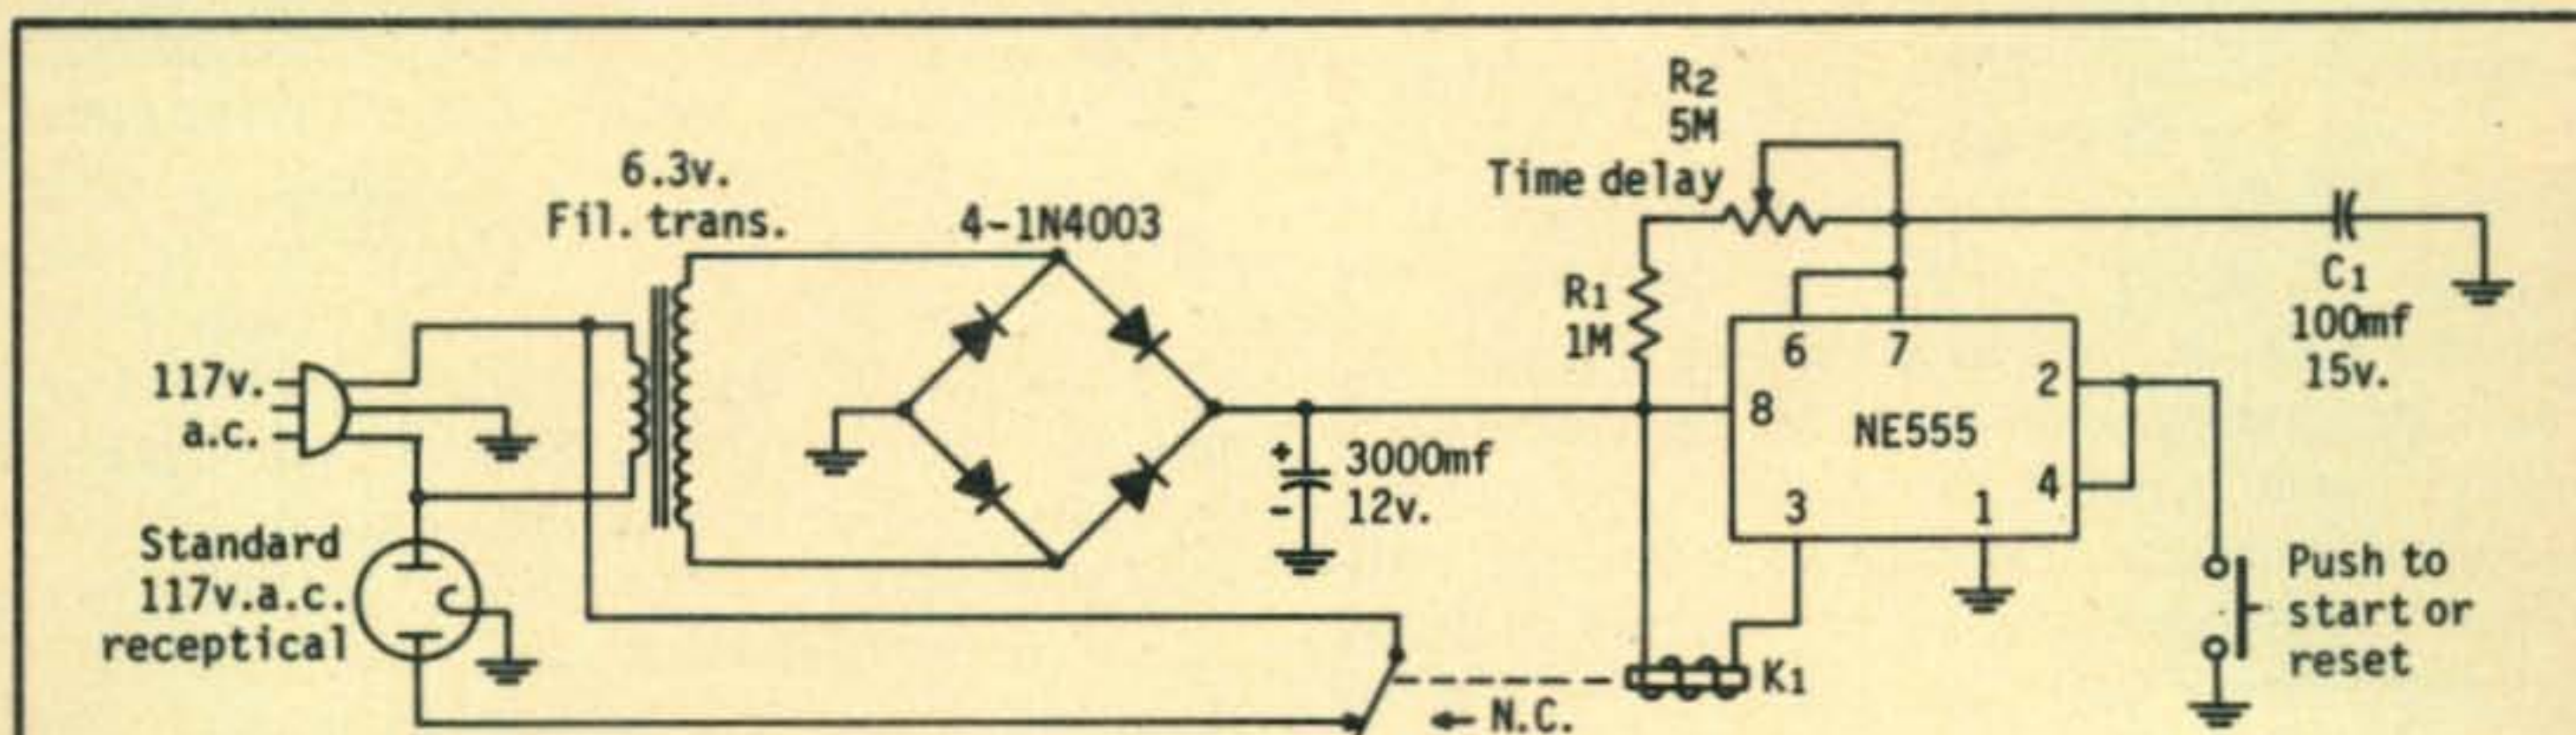 R2
5M
Time delay
6.3v.
Fil. trans.
4-1N4003
117v.
a.c.
R1
1M
C1
100mf
15v.
6
7
2
8
NE555
4
3
1
3000mf
12v.
+
-
Standard
117v.a.c.
receptical
Push to
start or
reset
K1
N.C.